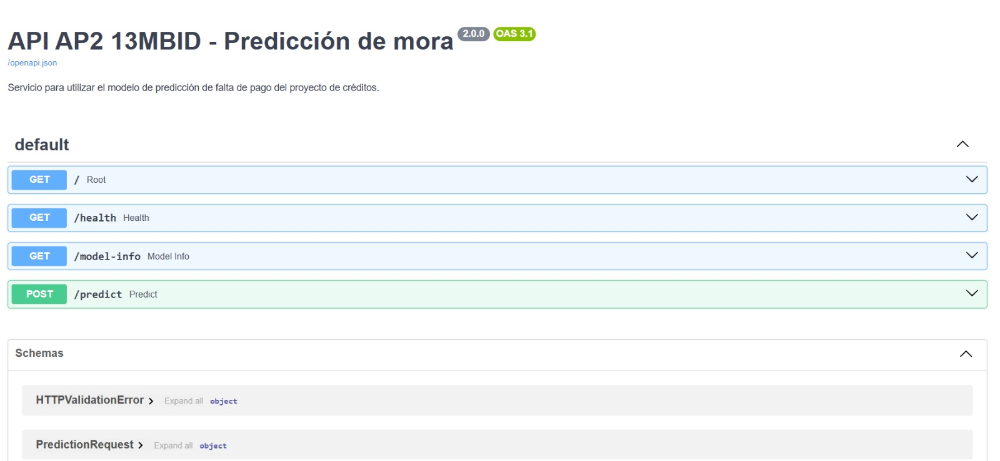 API AP2 13MBID - Predicción de mora 2.0.0 OAS 3.1
/openapi.json
Servicio para utilizar el modelo de predicción de falta de pago del proyecto de créditos.
default
GET / Root
GET /health Health
GET /model-info Model Info
POST /predict Predict
Schemas
HTTPValidationError Expand all object
PredictionRequest Expand all object